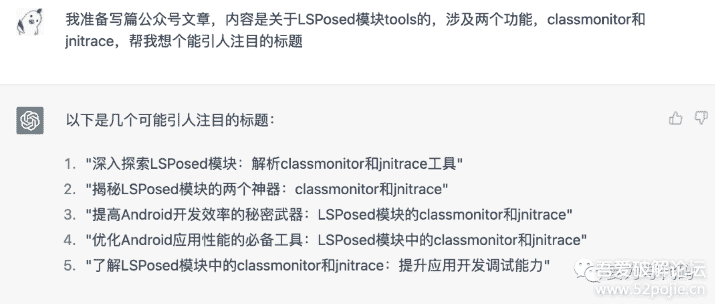 我准备写篇公众号文章，内容是关于LSPosed模块tools的，涉及两个功能，classmonitor和
jnitrace，帮我想个能引人注目的标题
以下是几个可能引人注目的标题：
1. "深入探索LSPosed模块：解析classmonitor和jnitrace工具"
2. "揭秘LSPosed模块的两个神器：classmonitor和jnitrace"
3. "提高Android开发效率的秘密武器：LSPosed模块的classmonitor和jnitrace"
4. "优化Android应用性能的必备工具：LSPosed模块中的classmonitor和jnitrace"
5. "了解LSPosed模块中的classmonitor和jnitrace：提升应用开发调试能力"
吾爱破解论坛
www.52pojie.cn